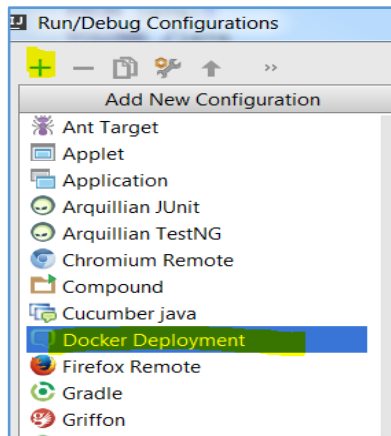 Run/Debug Configurations
Add New Configuration
Ant Target
Applet
Application
Arquillian JUnit
Arquillian TestNG
Chromium Remote
Compound
Cucumber java
Docker Deployment
Firefox Remote
Gradle
Griffon